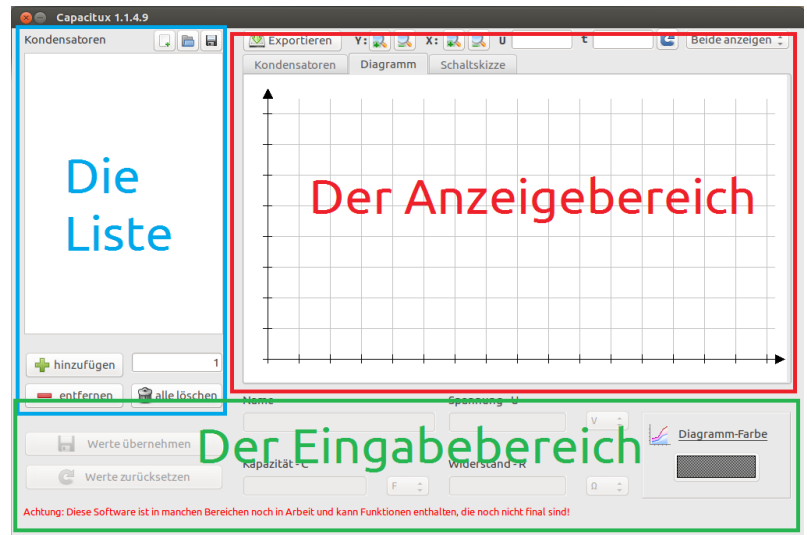 Capacitux 1.1.4.9
Kondensatoren
Exportieren Y: X: U t Beide anzeigen
Kondensatoren Diagramm Schaltskizze
Die
Liste
Der Anzeigebereich
hinzufügen 1
entfernen alle löschen
Name Spannung - U
V
Werte übernehmen
Diagramm-Farbe
Der Eingabebereich
Kapazität - C Widerstand - R
Werte zurücksetzen
F Ω
Achtung: Diese Software ist in manchen Bereichen noch in Arbeit und kann Funktionen enthalten, die noch nicht final sind!